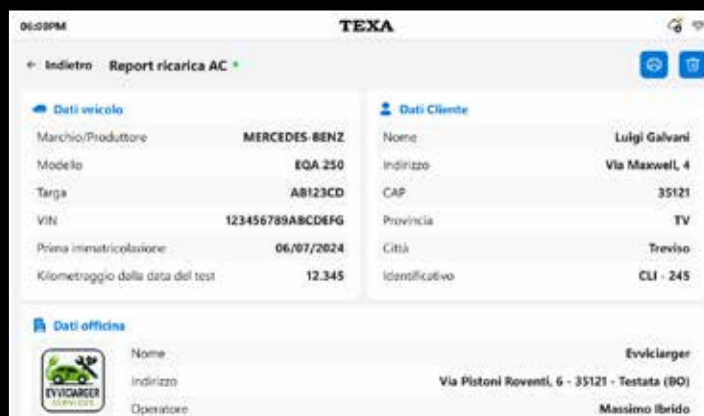 06:00PM TEXA
← Indietro Report ricarica AC
Dati veicolo
Marchio/Produttore MERCEDES-BENZ
Modello EQA 250
Targa AB123CD
VIN 123456789ABCDEFG
Prima immatricolazione 06/07/2024
Kilometraggio dalla data del test 12.345
Dati Cliente
Nome Luigi Galvani
Indirizzo Via Maxwell, 4
CAP 35121
Provincia TV
Città Treviso
Identificativo CLI - 245
Dati officina
EVVICIARGER
SERVICES
Nome Evviciarger
Indirizzo Via Pistoni Roventi, 6 - 35121 - Testata (BO)
Operatore Massimo Ibrido